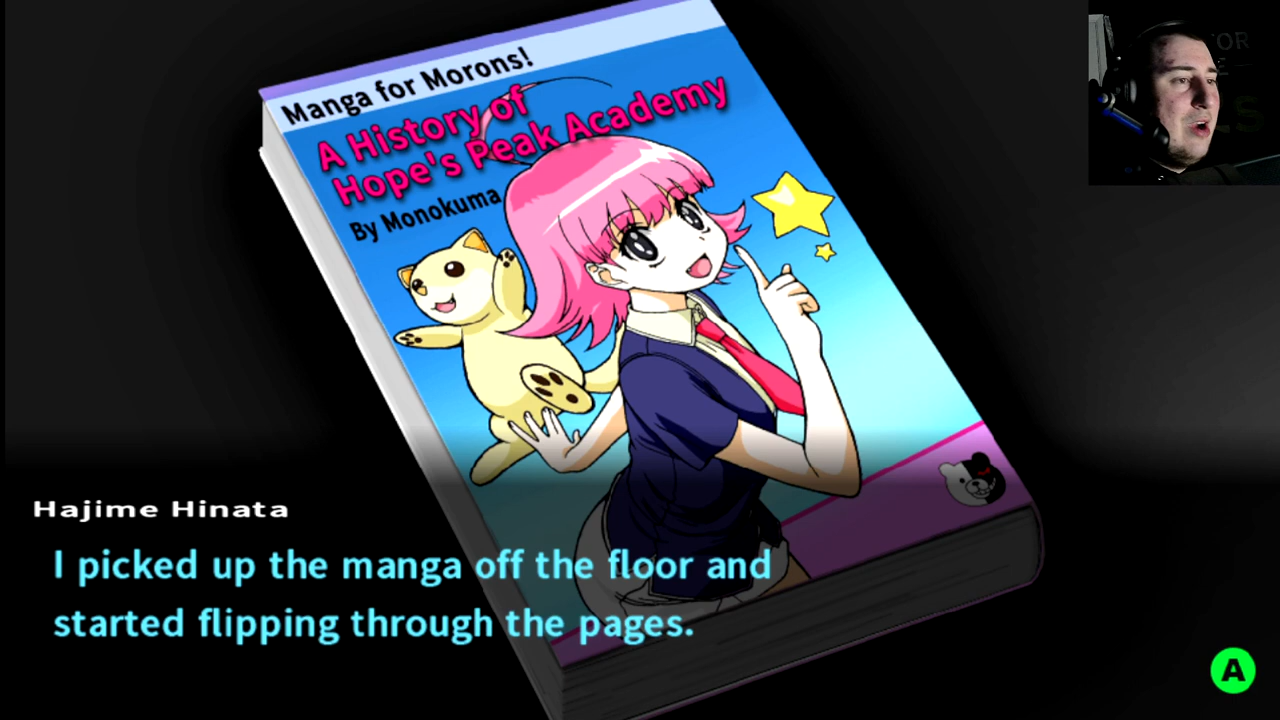 Manga for Morons!
A History of
Hope's Peak Academy
By Monokuma
Hajime Hinata
I picked up the manga off the floor and
started flipping through the pages.
A